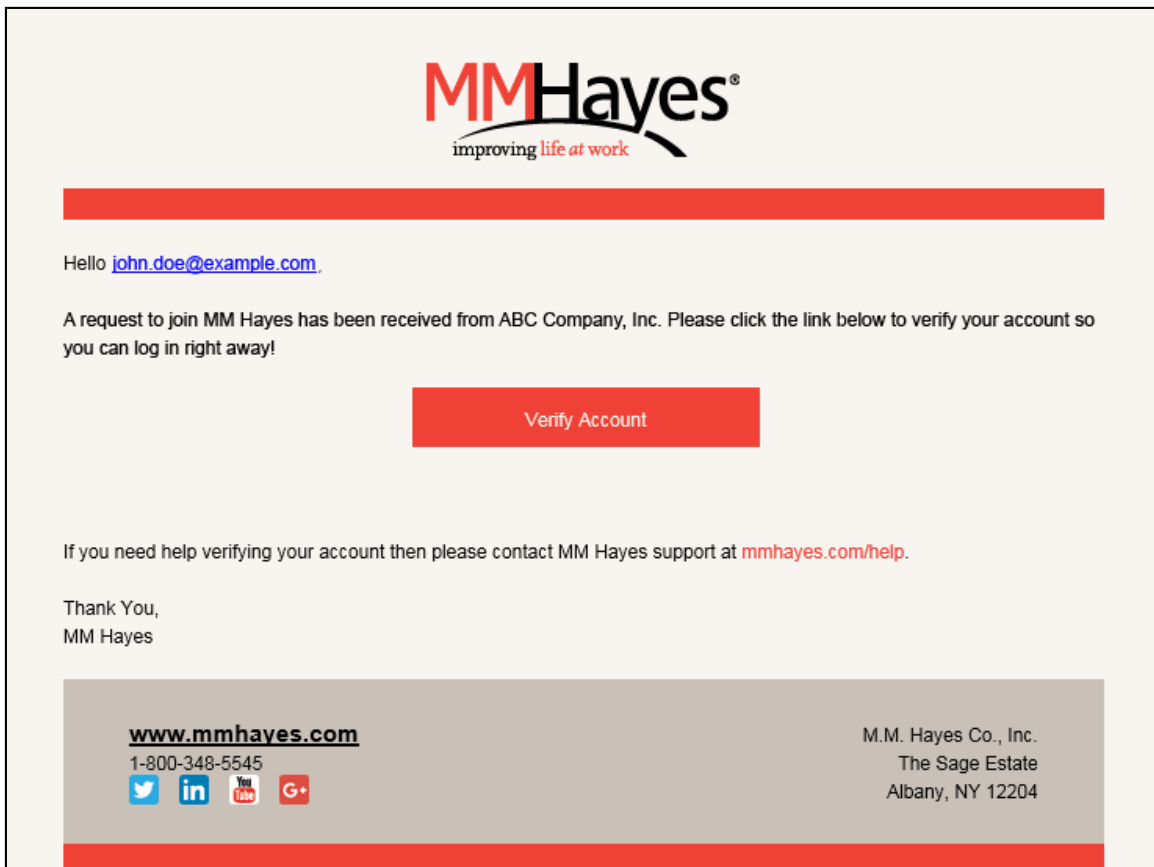 MMHayes®
improving life at work
Hello john.doe@example.com,
A request to join MM Hayes has been received from ABC Company, Inc. Please click the link below to verify your account so
you can log in right away!
Verify Account
If you need help verifying your account then please contact MM Hayes support at mmhayes.com/help.
Thank You,
MM Hayes
www.mmhayes.com
1-800-348-5545
in You Tube G+
M.M. Hayes Co., Inc.
The Sage Estate
Albany, NY 12204